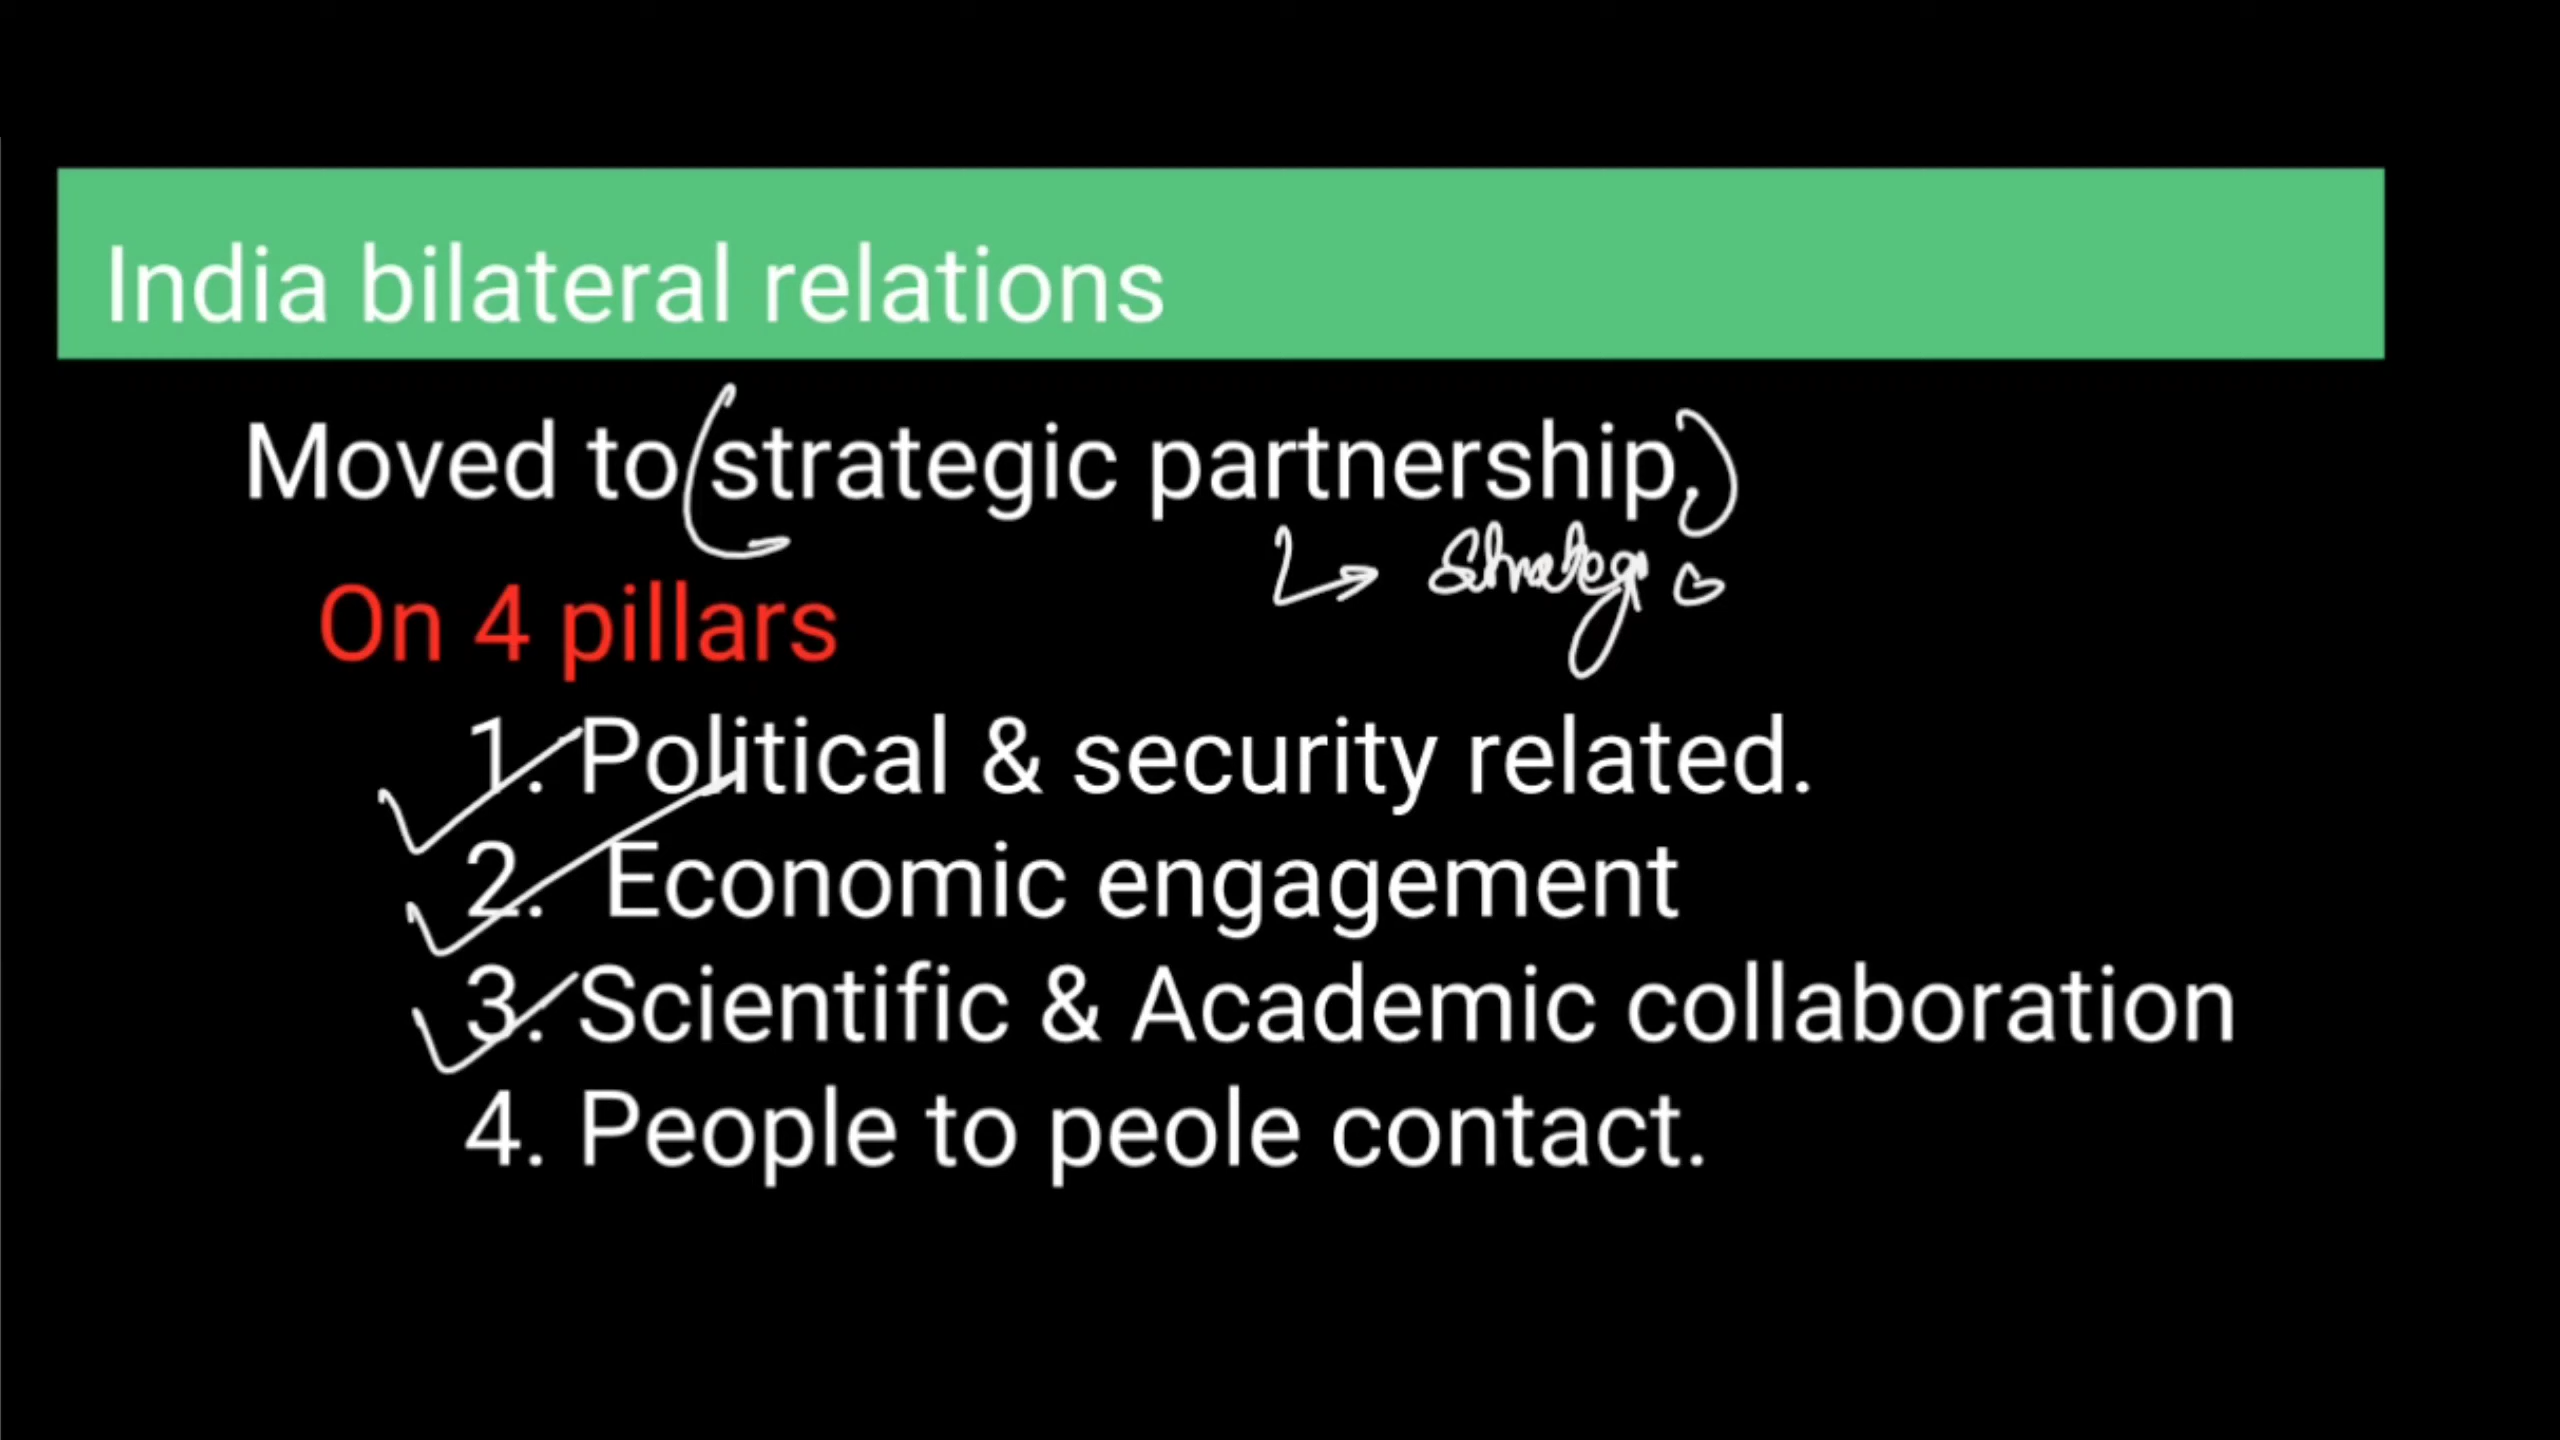 India bilateral relations
Moved to strategic partnership.
On 4 pillars
1. Political & security related.
2. Economic engagement
3. Scientific & Academic collaboration
4. People to peole contact.